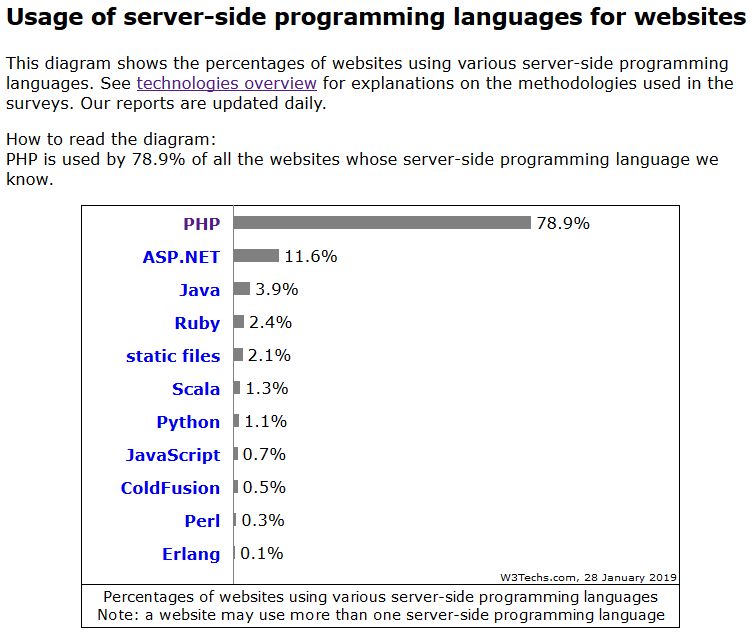 Usage of server-side programming languages for websites
This diagram shows the percentages of websites using various server-side programming
languages. See technologies overview for explanations on the methodologies used in the
surveys. Our reports are updated daily.
How to read the diagram:
PHP is used by 78.9% of all the websites whose server-side programming language we
know.
PHP 78.9%
ASP.NET 11.6%
Java 3.9%
Ruby 2.4%
static files 2.1%
Scala 1.3%
Python 1.1%
JavaScript 0.7%
ColdFusion 0.5%
Perl 0.3%
Erlang 0.1%
W3Techs.com, 28 January 2019
Percentages of websites using various server-side programming languages
Note: a website may use more than one server-side programming language